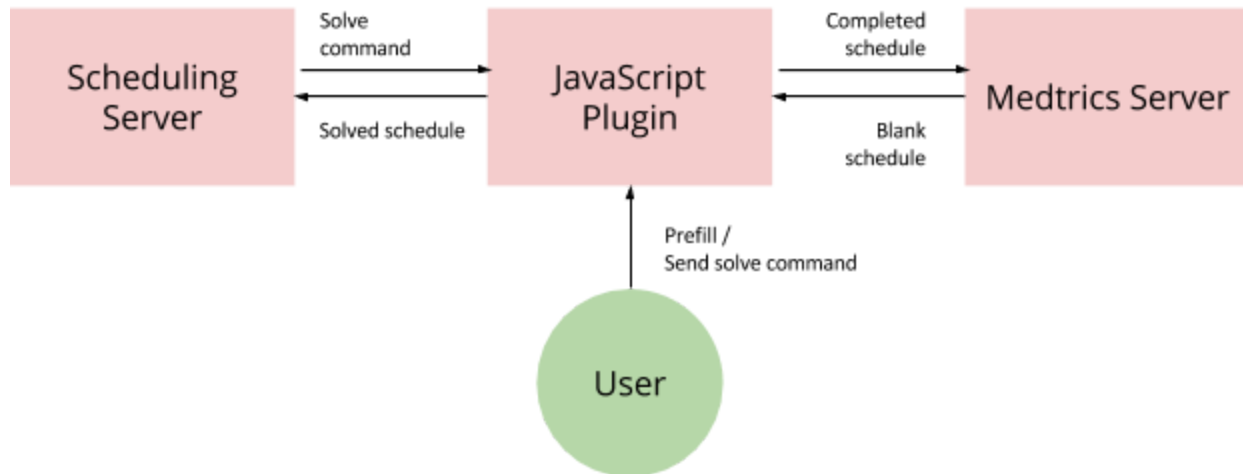 Solve
command
Scheduling
Server
Solved schedule
JavaScript
Plugin
Completed
schedule
Blank
schedule
Medtrics Server
Prefill /
Send solve command
User